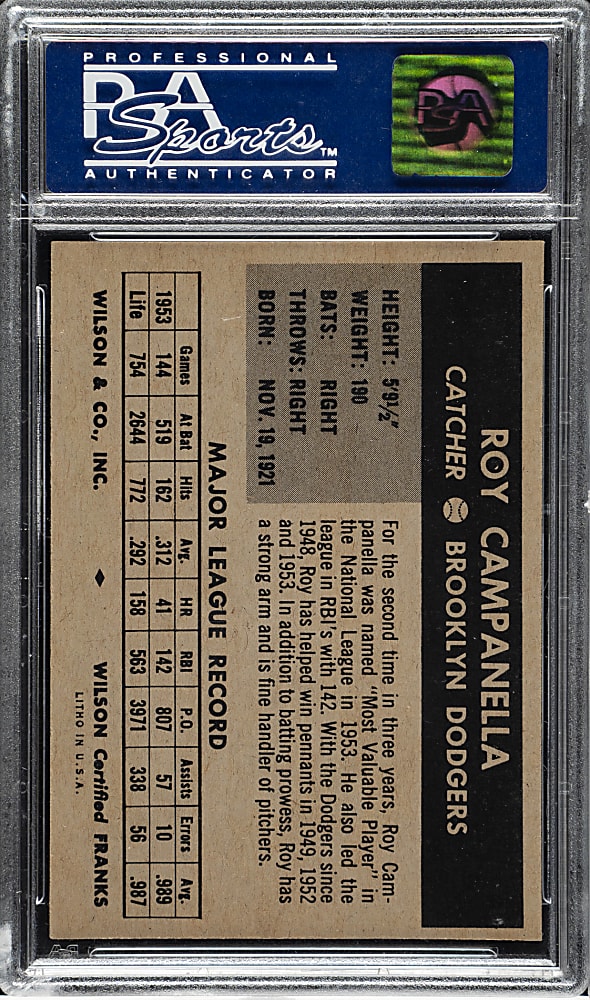 PROFESSIONAL
PSA
Sports™
AUTHENTICATOR
PSA
ROY CAMPANELLA
CATCHER BROOKLYN DODGERS
HEIGHT: 5'9½"
WEIGHT: 190
BATS: RIGHT
THROWS: RIGHT
BORN: NOV. 19, 1921
For the second time in three years, Roy Cam-
panella was named "Most Valuable Player" in
the National League in 1953. He also led the
league in RBI's with 142. With the Dodgers since
1948, Roy has helped win pennants in 1949, 1952
and 1953. In addition to batting prowess, Roy has
a strong arm and is fine handler of pitchers.
MAJOR LEAGUE RECORD
Games At Bat Hits Avg. HR RBI P.O. Assists Errors Avg.
1953 144 519 162 .312 41 142 807 57 10 .989
Life 754 2644 772 .292 158 563 3971 338 56 .987
WILSON & CO., INC. ♦ WILSON Certified FRANKS
LITHO IN U.S.A.